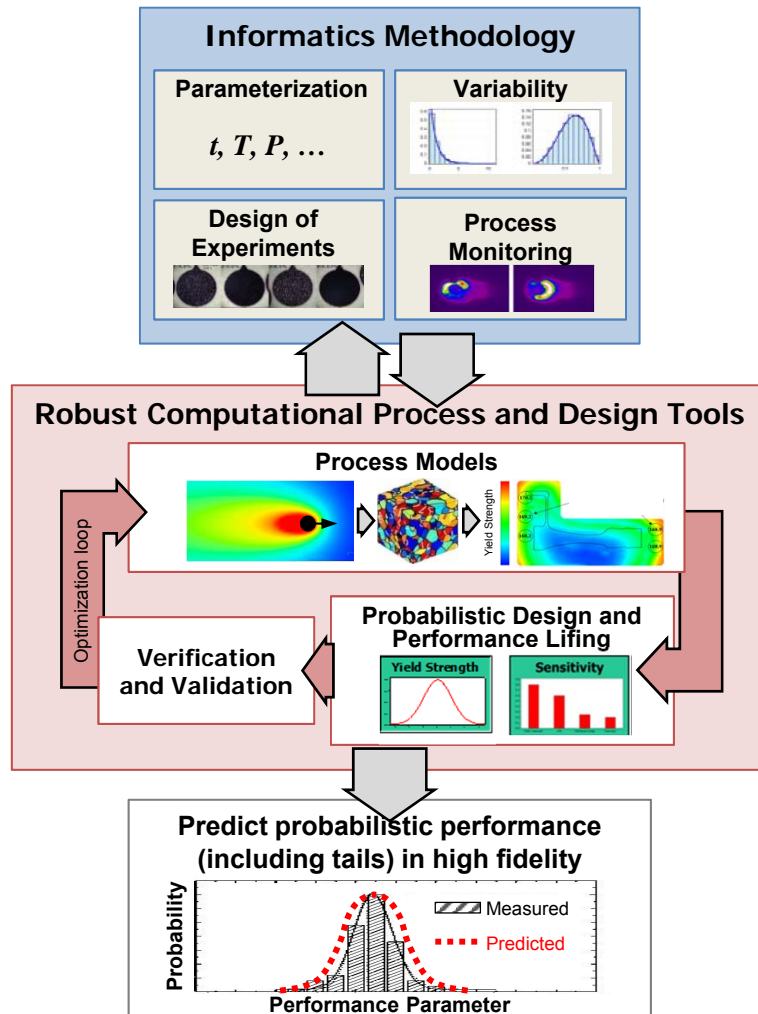 Informatics Methodology
Parameterization
t, T, P, …
Variability
Design of
Experiments
Process
Monitoring
Robust Computational Process and Design Tools
Process Models
Yield Strength
Optimization loop
Probabilistic Design and
Performance Lifing
Verification
and Validation
Yield Strength
Sensitivity
Predict probabilistic performance
(including tails) in high fidelity
Probability
Measured
Predicted
Performance Parameter